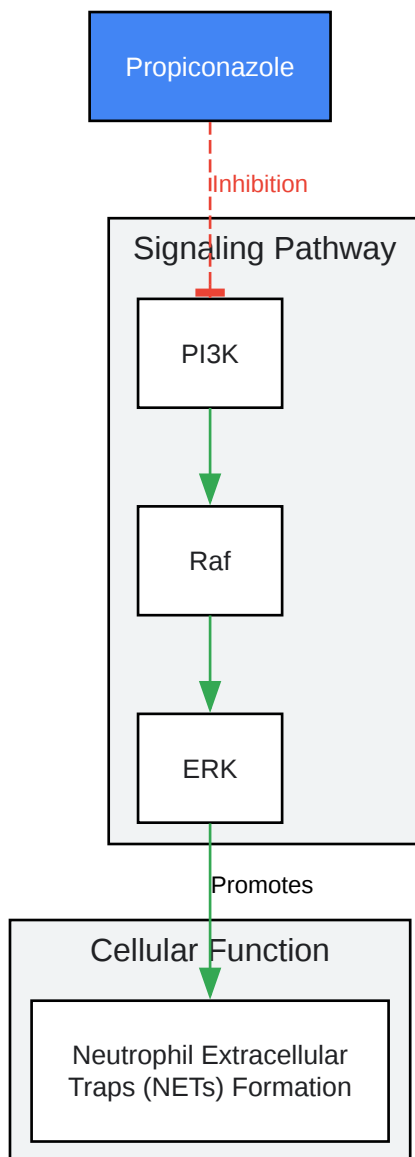 Propiconazole
Inhibition
Signaling Pathway
PI3K
Raf
ERK
Promotes
Cellular Function
Neutrophil Extracellular
Traps (NETs) Formation